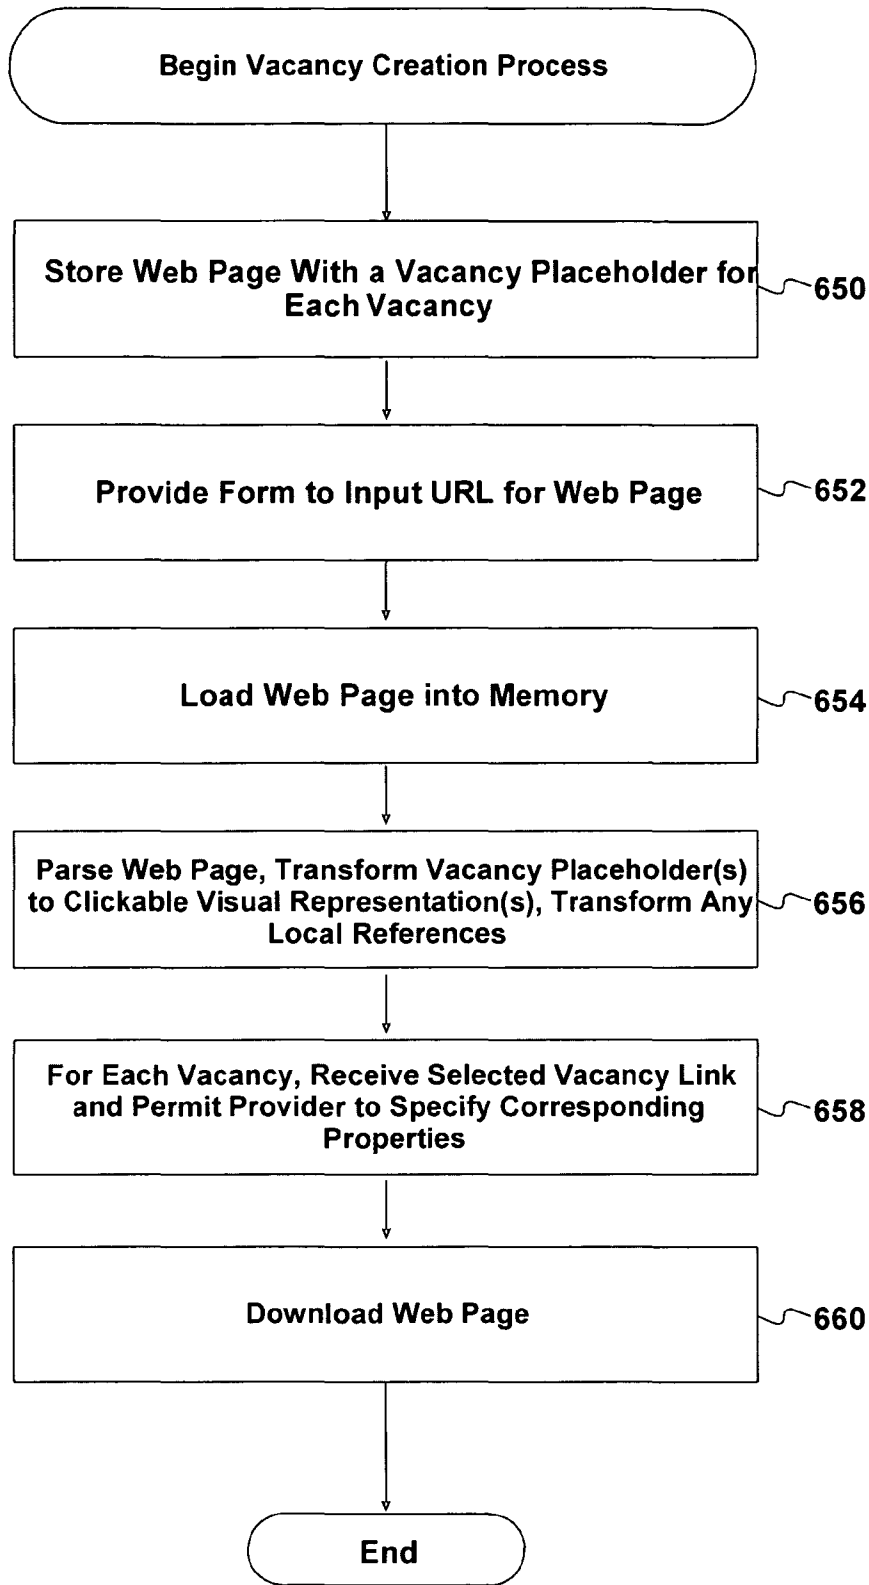 Begin Vacancy Creation Process
Store Web Page With a Vacancy Placeholder for
Each Vacancy
650
Provide Form to Input URL for Web Page
652
Load Web Page into Memory
654
Parse Web Page, Transform Vacancy Placeholder(s)
to Clickable Visual Representation(s), Transform Any
Local References
656
For Each Vacancy, Receive Selected Vacancy Link
and Permit Provider to Specify Corresponding
Properties
658
Download Web Page
660
End